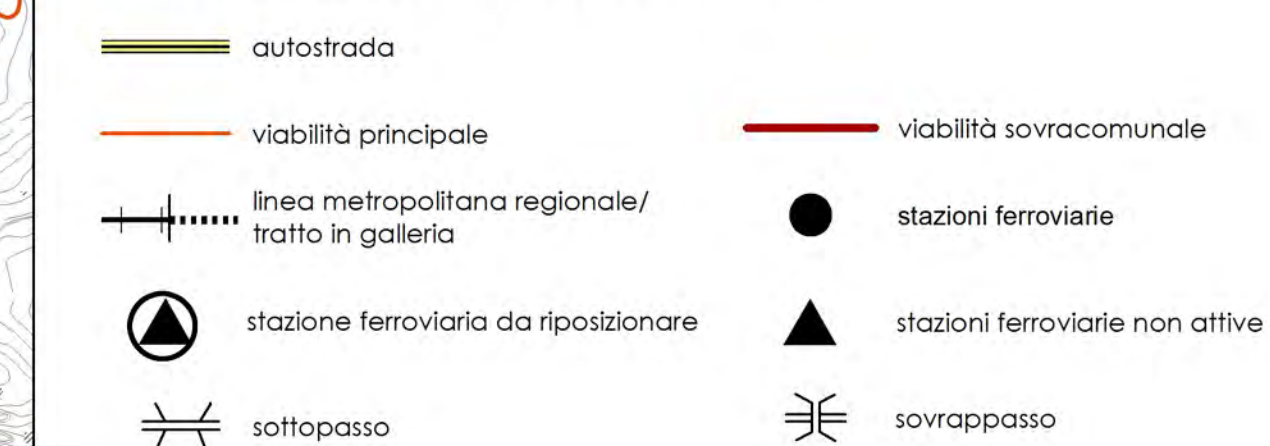 autostrada
viabilità principale
viabilità sovracomunale
linea metropolitana regionale/
tratto in galleria
stazioni ferroviarie
stazione ferroviaria da riposizionare
stazioni ferroviarie non attive
sottopasso
sovrappasso